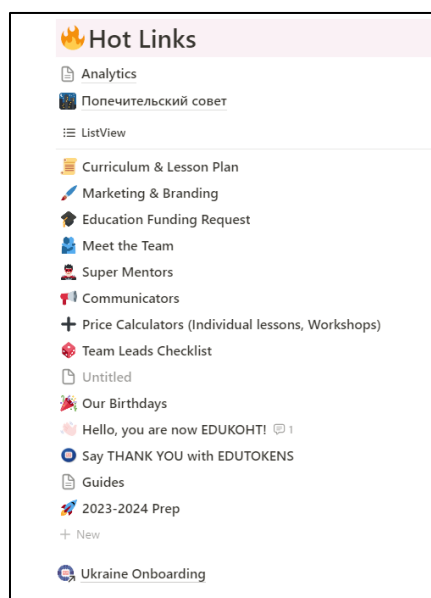 Hot Links
Analytics
Попечительский совет
ListView
Curriculum & Lesson Plan
Marketing & Branding
Education Funding Request
Meet the Team
Super Mentors
Communicators
Price Calculators (Individual lessons, Workshops)
Team Leads Checklist
Untitled
Our Birthdays
Hello, you are now EDUKOHT! 1
Say THANK YOU with EDUTOKENS
Guides
2023-2024 Prep
+ New
Ukraine Onboarding